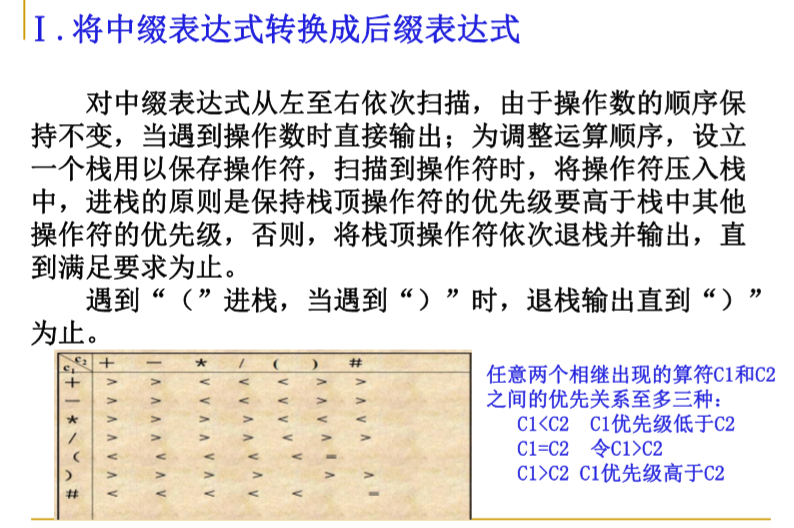 Ⅰ.将中缀表达式转换成后缀表达式
对中缀表达式从左至右依次扫描，由于操作数的顺序保
持不变，当遇到操作数时直接输出；为调整运算顺序，设立
一个栈用以保存操作符，扫描到操作符时，将操作符压入栈
中，进栈的原则是保持栈顶操作符的优先级要高于栈中其他
操作符的优先级，否则，将栈顶操作符依次退栈并输出，直
到满足要求为止。
遇到“（”进栈，当遇到“）”时，退栈输出直到“）”
为止。
c1 c2 + — * / ( ) #
+ > > < < < > >
— > > < < < > >
* > > > > < < <
/ > > > > < > >
( < < < < < =
) > > > > > >
# < < < < < =
任意两个相继出现的算符C1和C2
之间的优先关系至多三种：
C1<C2 C1优先级低于C2
C1=C2 令C1>C2
C1>C2 C1优先级高于C2